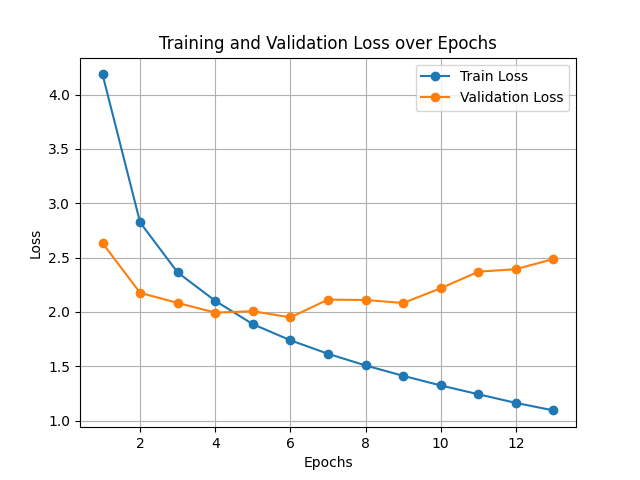 Training and Validation Loss over Epochs
Train Loss
Validation Loss
4.0
3.5
3.0
2.5
2.0
1.5
1.0
Loss
2 4 6 8 10 12
Epochs